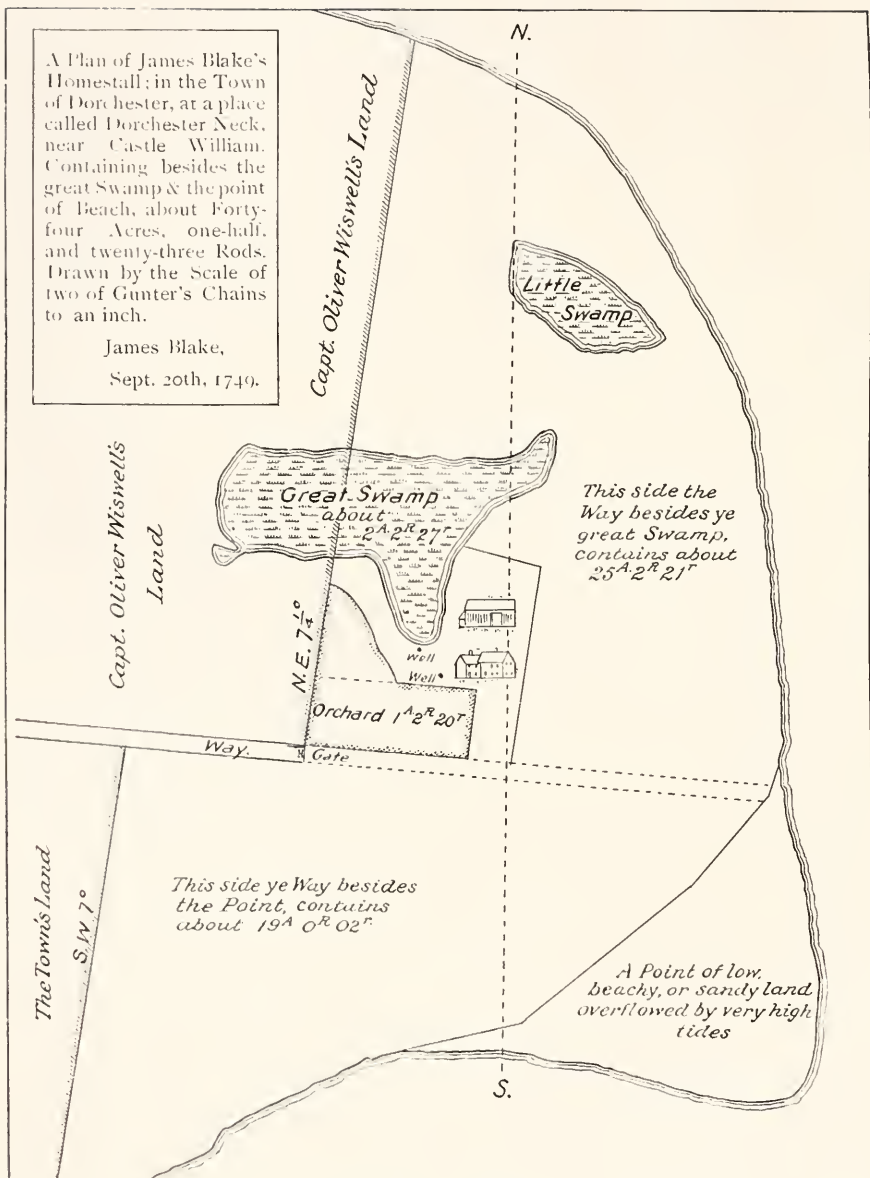 A Plan of James Blake's
Homestall; in the Town
of Dorchester, at a place
called Dorchester Neck,
near Castle William.
Containing besides the
great Swamp & the point
of Beach, about Forty-
four Acres, one-half,
and twenty-three Rods.
Drawn by the Scale of
two of Gunter's Chains
to an inch.
James Blake,
Sept. 20th, 1749.
N.
Capt. Oliver Wiswell's Land
Little
Swamp
Capt. Oliver Wiswell's
Land
Great Swamp
about
2A. 2R 27r
This side the
Way besides ye
great Swamp,
contains about
25A. 2R 21r
N.E. 7 1/4°
Well
Well
Orchard 1A 2R 20r
Way.
Gate
The Town's Land
S.W. 7°
This side ye Way besides
the Point, contains
about 19A 0R 02r.
A Point of low,
beachy, or sandy land
overflowed by very high
tides
S.